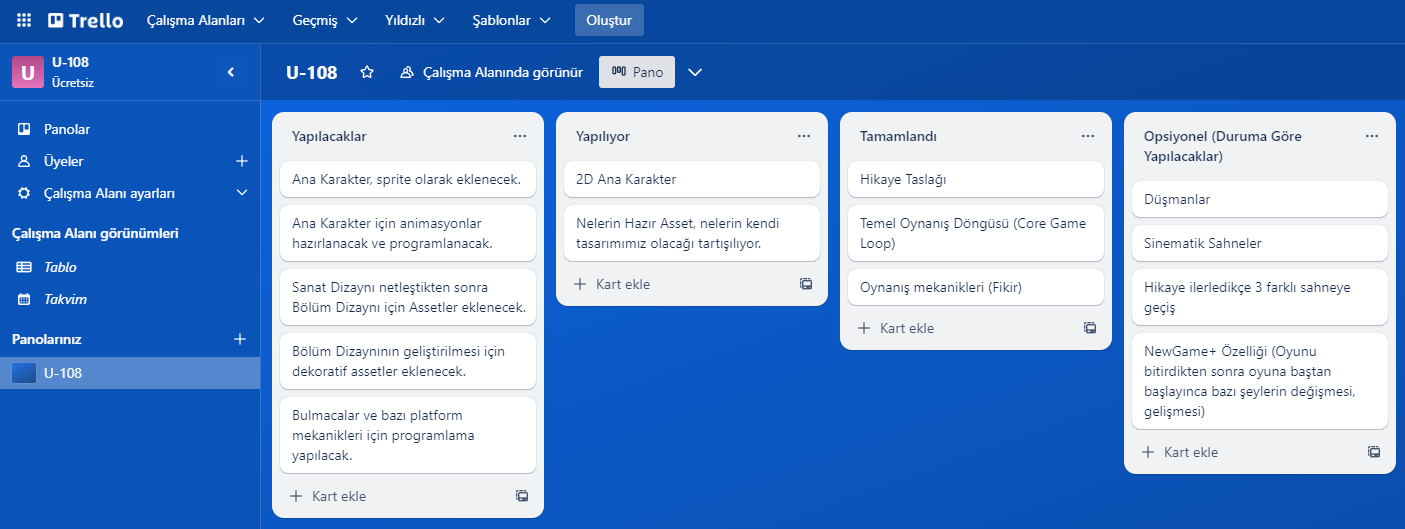 Trello
Çalışma Alanları
Geçmiş
Yıldızlı
Şablonlar
Oluştur
U
U-108
Ücretsiz
U-108
Çalışma Alanında görünür
Pano
Panolar
Üyeler
Çalışma Alanı ayarları
Çalışma Alanı görünümleri
Tablo
Takvim
Panolarınız
U-108
Yapılacaklar
Ana Karakter, sprite olarak eklenecek.
Ana Karakter için animasyonlar
hazırlanacak ve programlanacak.
Sanat Dizaynı netleştikten sonra
Bölüm Dizaynı için Assetler eklenecek.
Bölüm Dizaynının geliştirilmesi için
dekoratif assetler eklenecek.
Bulmacalar ve bazı platform
mekanikleri için programlama
yapılacak.
Kart ekle
Yapılıyor
2D Ana Karakter
Nelerin Hazır Asset, nelerin kendi
tasarımımız olacağı tartışılıyor.
Kart ekle
Tamamlandı
Hikaye Taslağı
Temel Oynanış Döngüsü (Core Game
Loop)
Oynanış mekanikleri (Fikir)
Kart ekle
Opsiyonel (Duruma Göre
Yapılacaklar)
Düşmanlar
Sinematik Sahneler
Hikaye ilerledikçe 3 farklı sahneye
geçiş
NewGame+ Özelliği (Oyunu
bitirdikten sonra oyuna baştan
başlayınca bazı şeylerin değişmesi,
gelişmesi)
Kart ekle